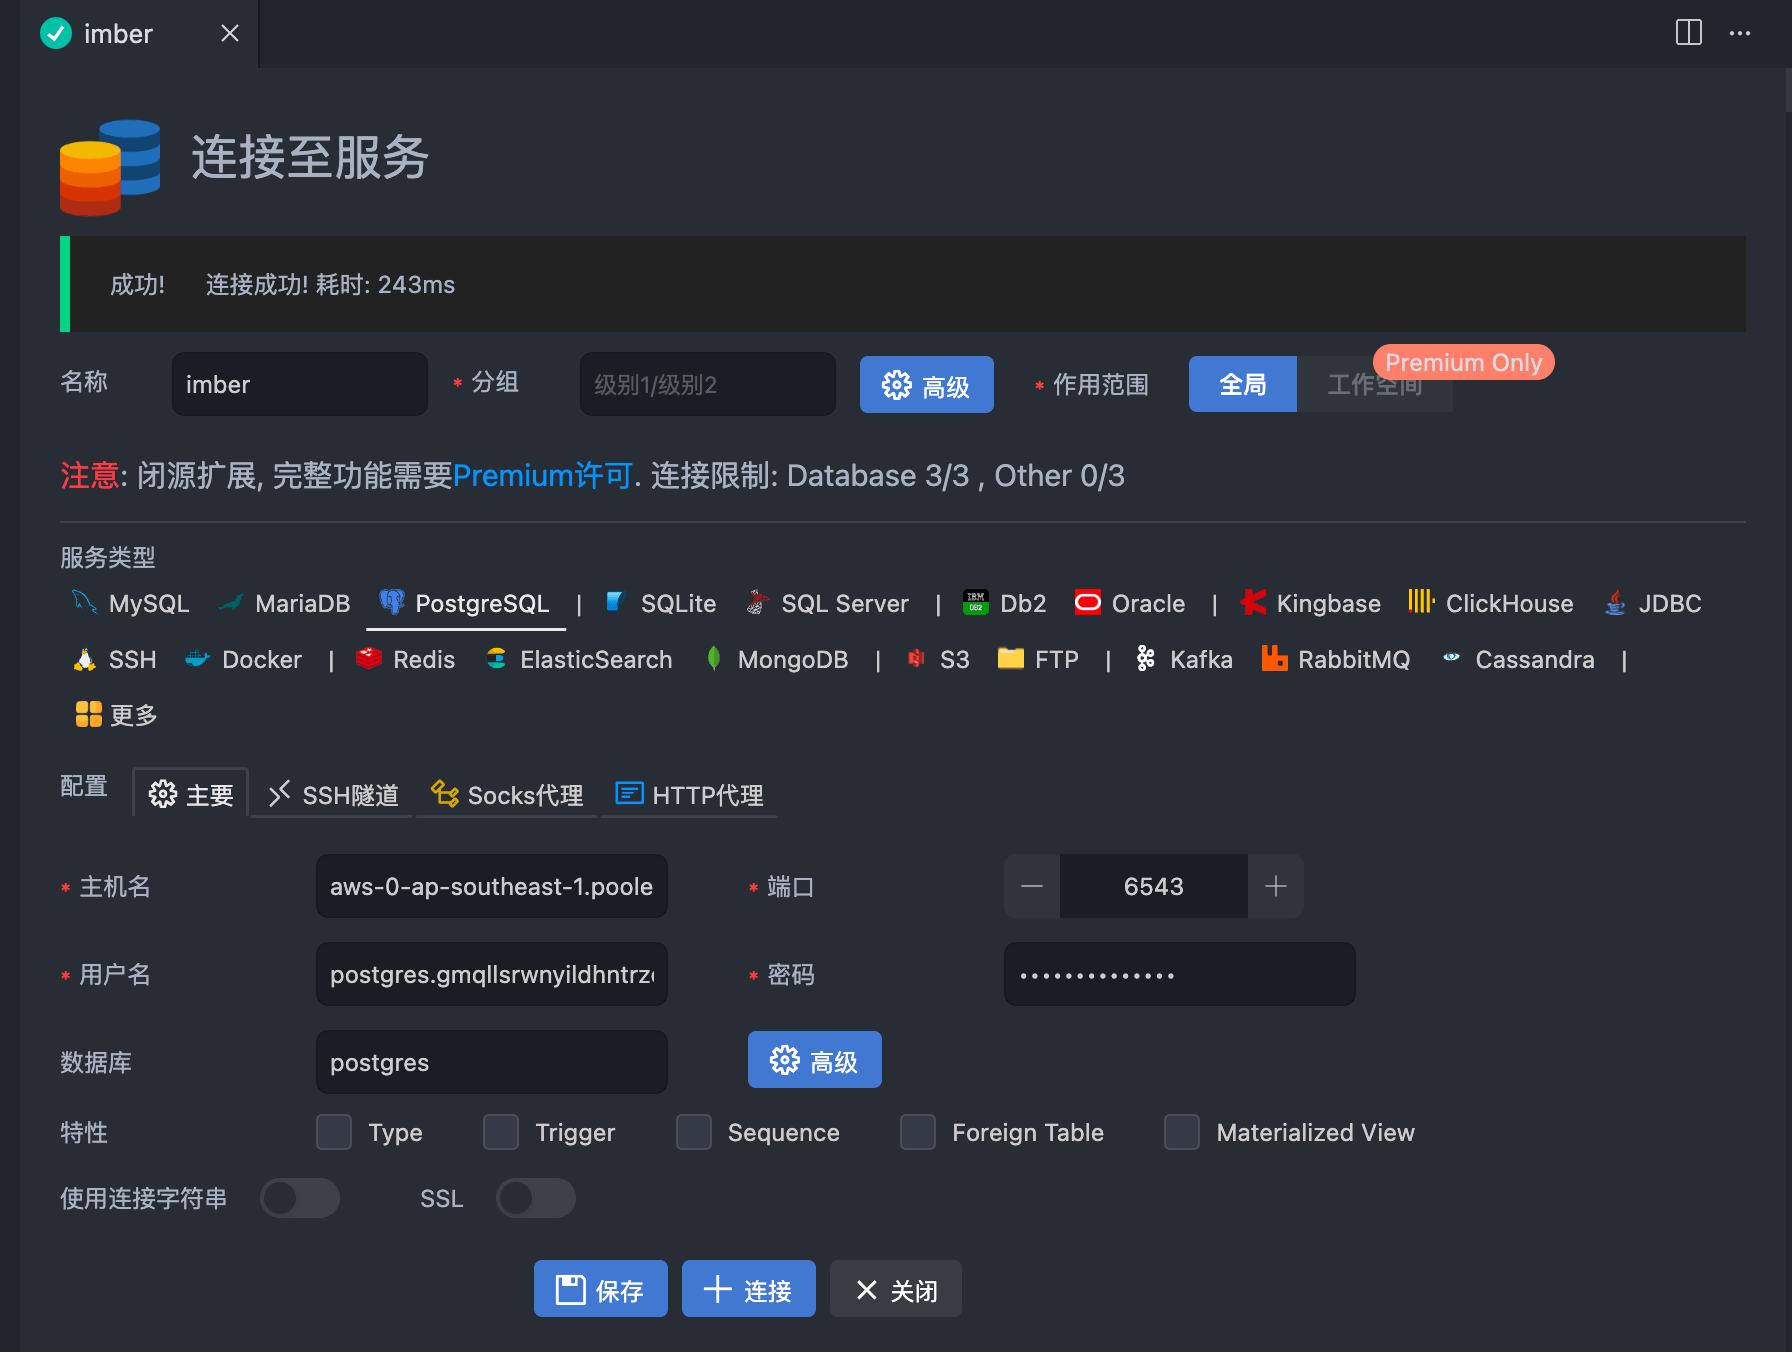 imber
连接至服务
成功! 连接成功! 耗时: 243ms
名称 imber * 分组 级别1/级别2 高级 * 作用范围 全局 工作空间 Premium Only
注意: 闭源扩展, 完整功能需要Premium许可. 连接限制: Database 3/3 , Other 0/3
服务类型
MySQL MariaDB PostgreSQL | SQLite SQL Server | Db2 Oracle | Kingbase ClickHouse JDBC
SSH Docker | Redis ElasticSearch MongoDB | S3 FTP | Kafka RabbitMQ Cassandra |
更多
配置 主要 SSH隧道 Socks代理 HTTP代理
* 主机名 aws-0-ap-southeast-1.poole * 端口 6543
* 用户名 postgres.gmqllsrwnyildhntrz * 密码 ••••••••••••••
数据库 postgres 高级
特性 Type Trigger Sequence Foreign Table Materialized View
使用连接字符串 SSL
保存 连接 关闭